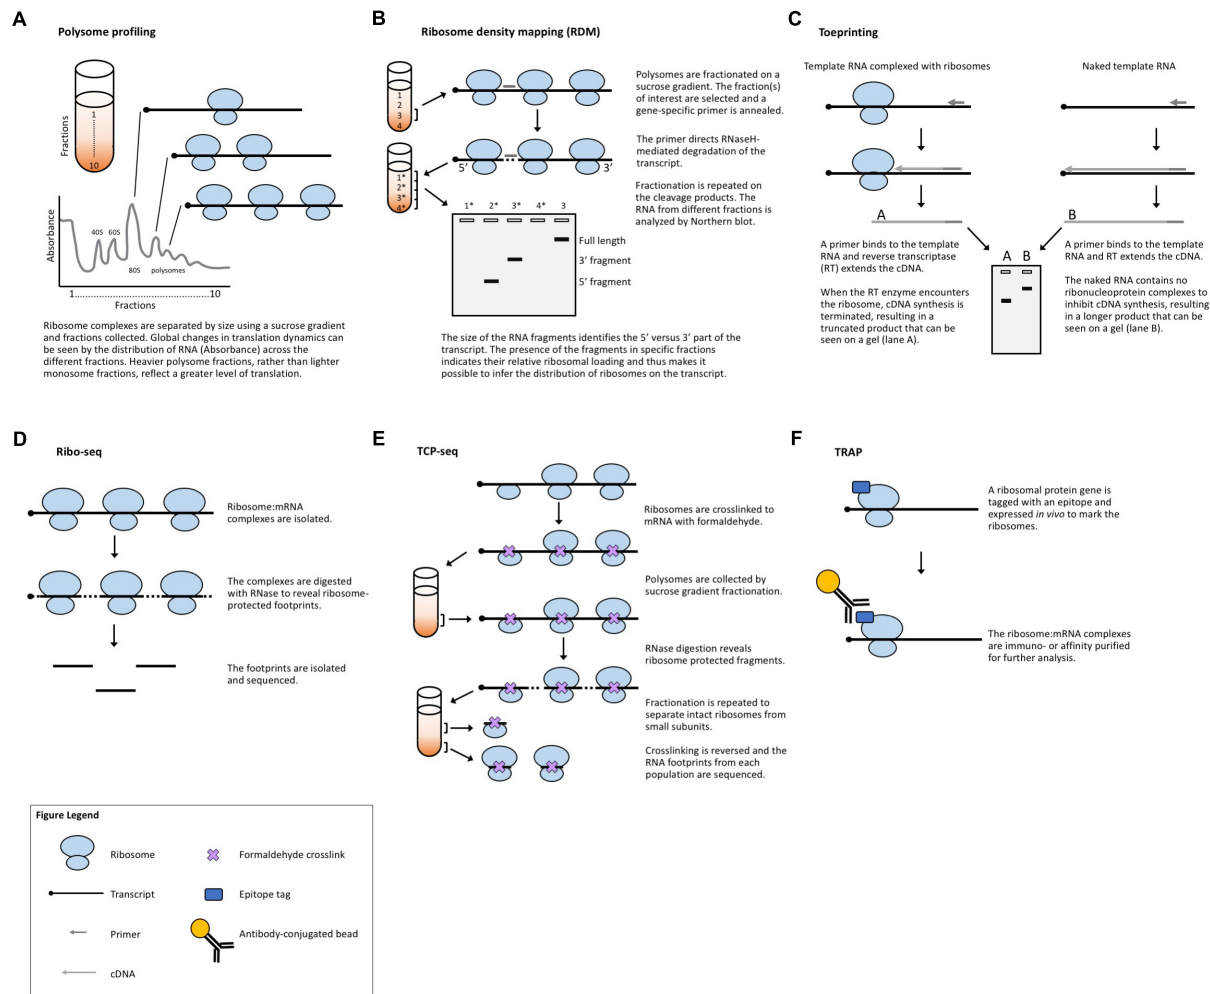 A
Polysome profiling
Fractions
1
10
Absorbance
40S
60S
80S
polysomes
1
10
Fractions
Ribosome complexes are separated by size using a sucrose gradient
and fractions collected. Global changes in translation dynamics can
be seen by the distribution of RNA (Absorbance) across the
different fractions. Heavier polysome fractions, rather than lighter
monosome fractions, reflect a greater level of translation.
B
Ribosome density mapping (RDM)
1
2
3
4
Polysomes are fractionated on a
sucrose gradient. The fraction(s)
of interest are selected and a
gene-specific primer is annealed.
The primer directs RNaseH-
mediated degradation of the
transcript.
5’
3’
1*
2*
3*
4*
Fractionation is repeated on
the cleavage products. The
RNA from different fractions is
analyzed by Northern blot.
1* 2* 3* 4* 3
Full length
3’ fragment
5’ fragment
The size of the RNA fragments identifies the 5’ versus 3’ part of the
transcript. The presence of the fragments in specific fractions
indicates their relative ribosomal loading and thus makes it
possible to infer the distribution of ribosomes on the transcript.
C
Toeprinting
Template RNA complexed with ribosomes
Naked template RNA
A
B
A primer binds to the template
RNA and reverse transcriptase
(RT) extends the cDNA.
When the RT enzyme encounters
the ribosome, cDNA synthesis is
terminated, resulting in a
truncated product that can be
seen on a gel (lane A).
A B
A primer binds to the template
RNA and RT extends the cDNA.
The naked RNA contains no
ribonucleoprotein complexes to
inhibit cDNA synthesis, resulting
in a longer product that can be
seen on a gel (lane B).
D
Ribo-seq
Ribosome:mRNA
complexes are isolated.
The complexes are digested
with RNase to reveal ribosome-
protected footprints.
The footprints are isolated
and sequenced.
E
TCP-seq
Ribosomes are crosslinked to
mRNA with formaldehyde.
Polysomes are collected by
sucrose gradient fractionation.
RNase digestion reveals
ribosome protected fragments.
Fractionation is repeated to
separate intact ribosomes from
small subunits.
Crosslinking is reversed and the
RNA footprints from each
population are sequenced.
F
TRAP
A ribosomal protein gene is
tagged with an epitope and
expressed in vivo to mark the
ribosomes.
The ribosome:mRNA complexes
are immuno- or affinity purified
for further analysis.
Figure Legend
Ribosome
Transcript
Primer
cDNA
Formaldehyde crosslink
Epitope tag
Antibody-conjugated bead